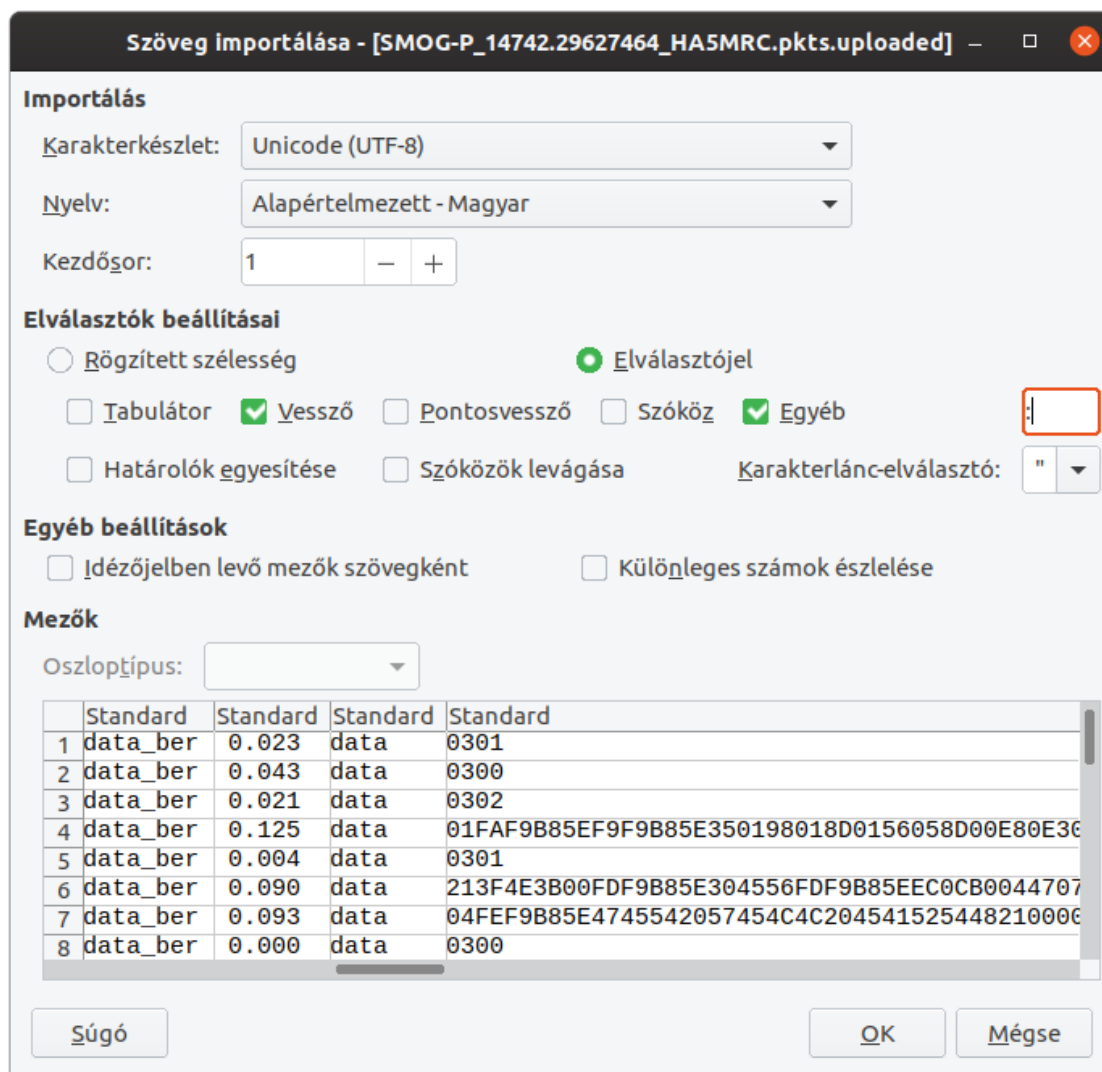 Szöveg importálása - [SMOG-P_14742.29627464_HA5MRC.pkts.uploaded]
Importálás
Karakterkészlet: Unicode (UTF-8)
Nyelv: Alapértelmezett - Magyar
Kezdősor: 1 − +
Elválasztók beállításai
Rögzített szélesség Elválasztójel
Tabulátor Vessző Pontosvessző Szóköz Egyéb :
Határolók egyesítése Szóközök levágása Karakterlánc-elválasztó: "
Egyéb beállítások
Idézőjelben levő mezők szövegként Különleges számok észlelése
Mezők
Oszloptípus:
Standard Standard Standard Standard
1 data_ber 0.023 data 0301
2 data_ber 0.043 data 0300
3 data_ber 0.021 data 0302
4 data_ber 0.125 data 01FAF9B85EF9F9B85E350198018D0156058D00E80E30
5 data_ber 0.004 data 0301
6 data_ber 0.090 data 213F4E3B00FDF9B85E304556FDF9B85EEC0CB0044707
7 data_ber 0.093 data 04FEF9B85E4745542057454C4C204541525448210000
8 data_ber 0.000 data 0300
Súgó OK Mégse